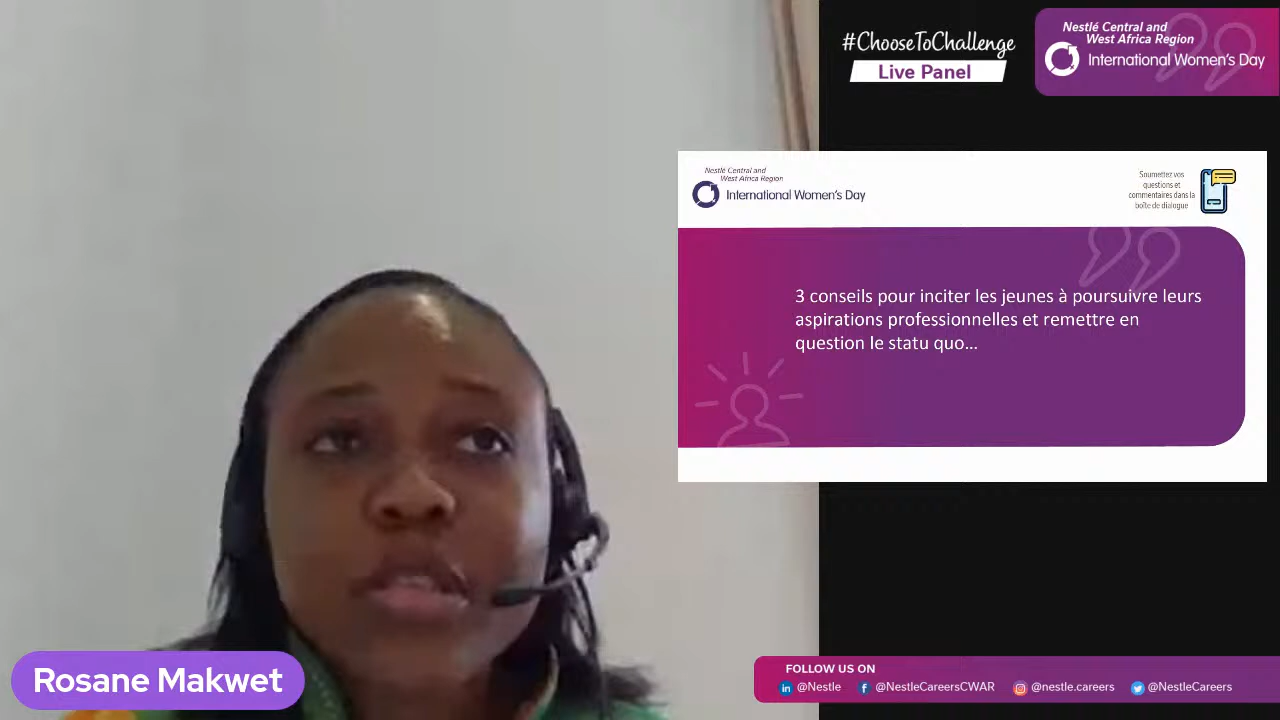 #ChooseToChallenge
Live Panel
Nestlé Central and
West Africa Region
International Women's Day
Nestlé Central and
West Africa Region
International Women's Day
Soumettez vos
questions et
commentaires dans la
boîte de dialogue
3 conseils pour inciter les jeunes à poursuivre leurs
aspirations professionnelles et remettre en
question le statu quo...
Rosane Makwet
FOLLOW US ON
@Nestle @NestleCareersCWAR @nestle.careers @NestleCareers